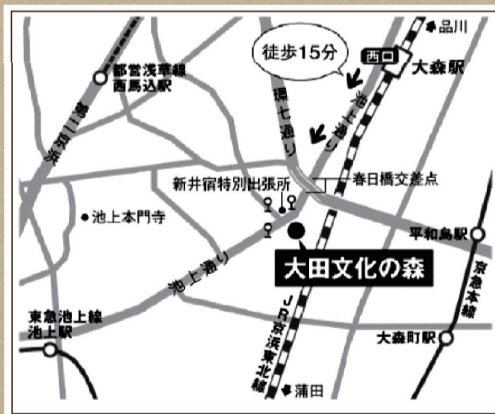 品川
徒歩15分
西口
大森駅
都営浅草線
西馬込駅
第二京浜
環七通り
池上通り
新井宿特別出張所
春日橋交差点
池上本門寺
平和島駅
大田文化の森
池上通り
京急本線
東急池上線
池上駅
JR京浜東北線
大森町駅
蒲田